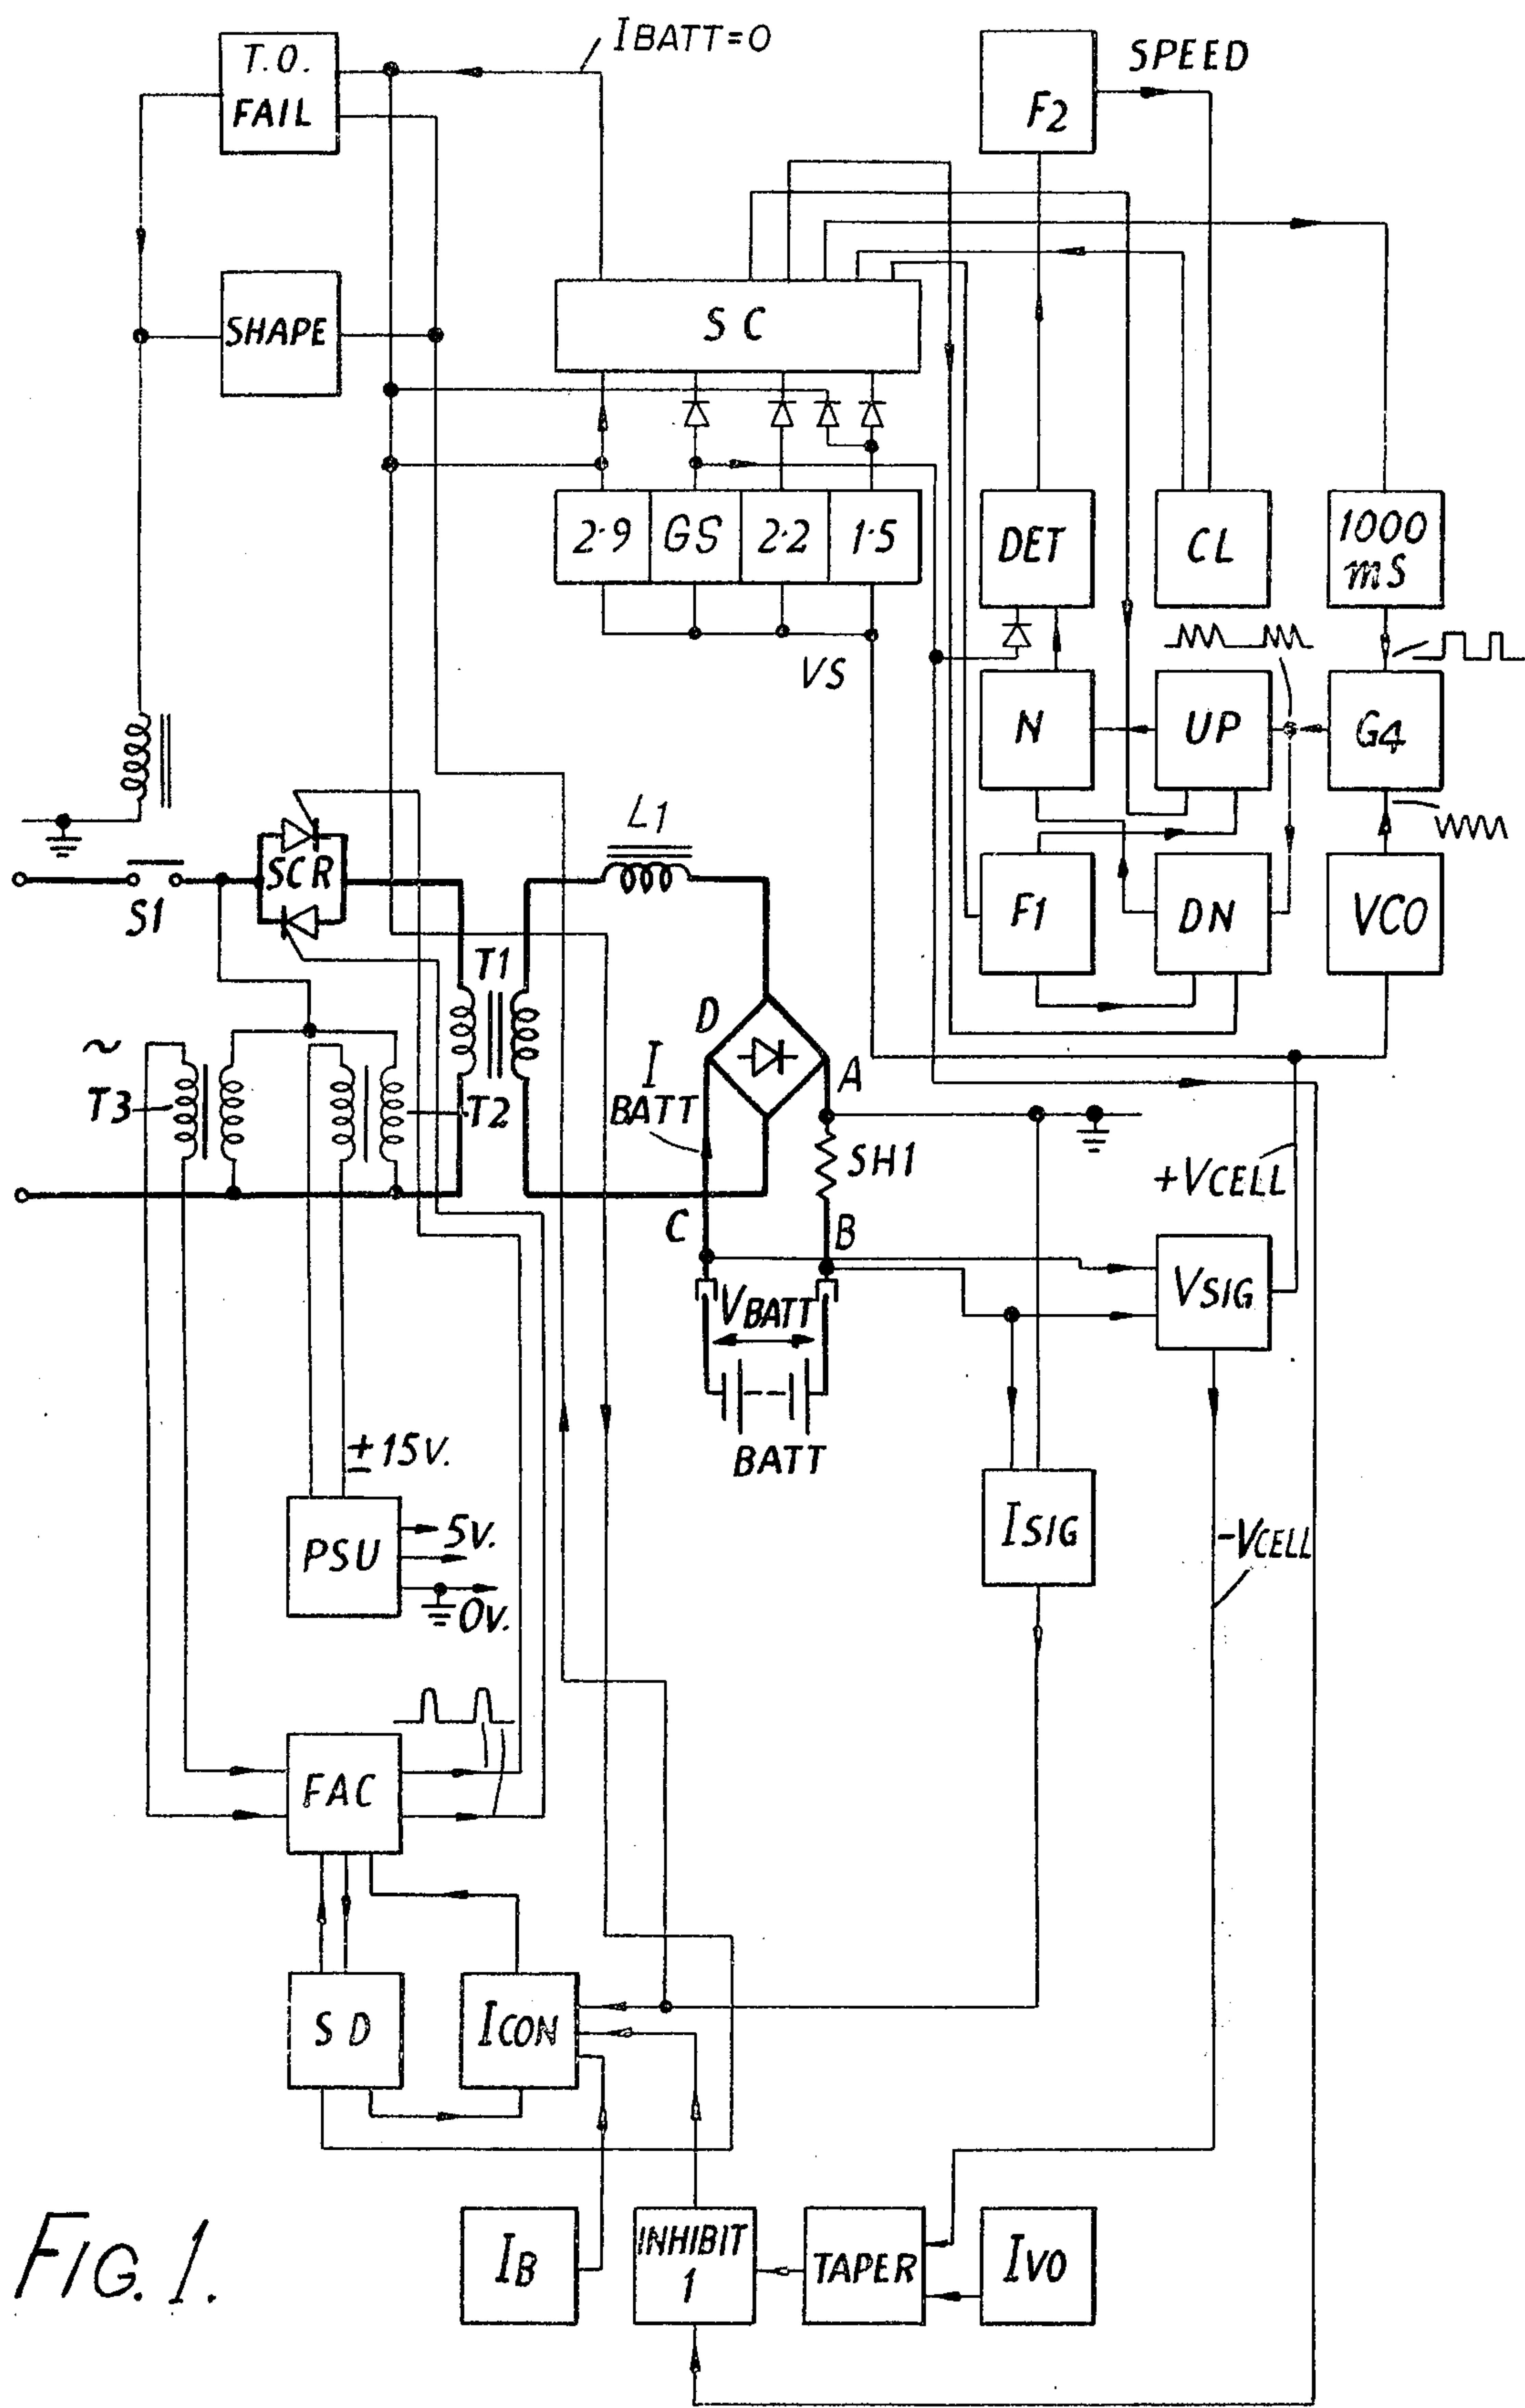 IBATT=0
SPEED
T.O.
FAIL
F2
SHAPE
SC
2·9
GS
2·2
1·5
DET
CL
1000
mS
VS
N
UP
G4
L1
SCR
S1
F1
DN
VCO
T1
D
A
I
BATT
~
T3
T2
SH1
+VCELL
C
B
VSIG
VBATT
BATT
±15V.
PSU
5V.
0V.
ISIG
-VCELL
FAC
SD
ICON
IB
INHIBIT
1
TAPER
IVO
FIG. 1.